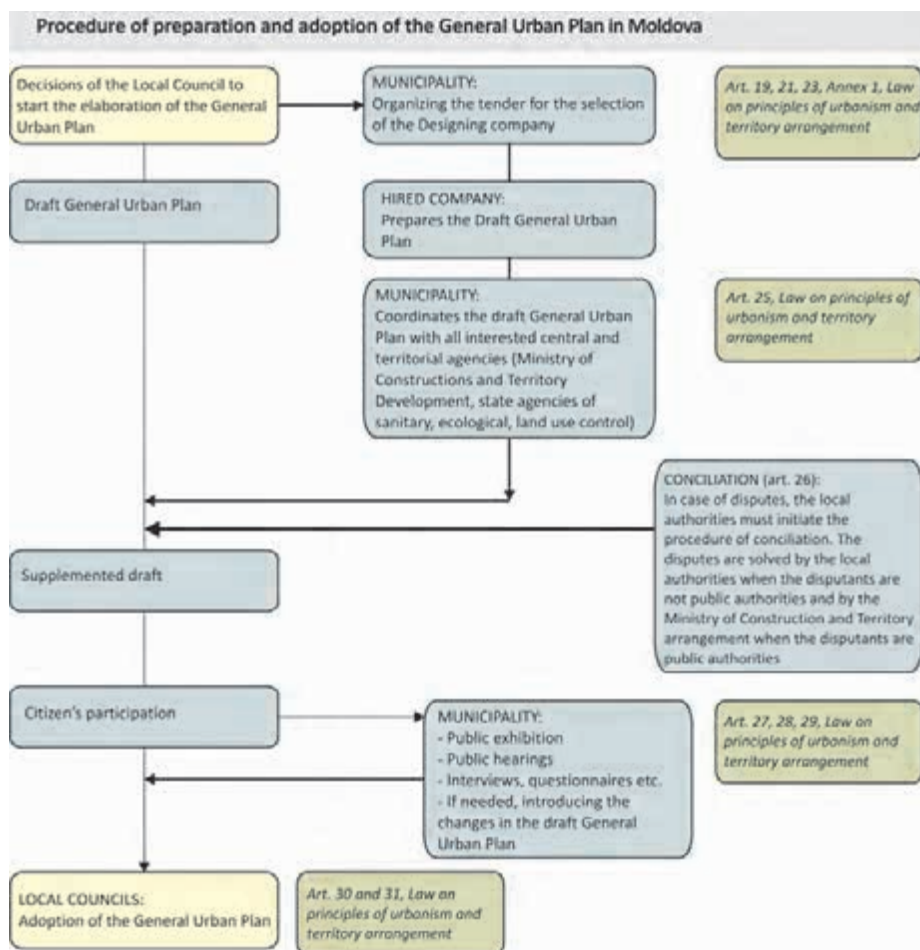 Procedure of preparation and adoption of the General Urban Plan in Moldova
Decisions of the Local Council to
start the elaboration of the General
Urban Plan
MUNICIPALITY:
Organizing the tender for the selection
of the Designing company
Art. 19, 21, 23, Annex 1, Law
on principles of urbanism and
territory arrangement
Draft General Urban Plan
HIRED COMPANY:
Prepares the Draft General Urban
Plan
MUNICIPALITY:
Coordinates the draft General Urban
Plan with all interested central and
territorial agencies (Ministry of
Constructions and Territory
Development, state agencies of
sanitary, ecological, land use control)
Art. 25, Law on principles of
urbanism and territory
arrangement
CONCILIATION (art. 26):
In case of disputes, the local
authorities must initiate the
procedure of conciliation. The
disputes are solved by the local
authorities when the disputants are
not public authorities and by the
Ministry of Construction and Territory
arrangement when the disputants are
public authorities
Supplemented draft
Citizen's participation
MUNICIPALITY:
- Public exhibition
- Public hearings
- Interviews, questionnaires etc.
- If needed, introducing the
changes in the draft General
Urban Plan
Art. 27, 28, 29, Law on
principles of urbanism and
territory arrangement
LOCAL COUNCILS:
Adoption of the General Urban Plan
Art. 30 and 31, Law on
principles of urbanism and
territory arrangement